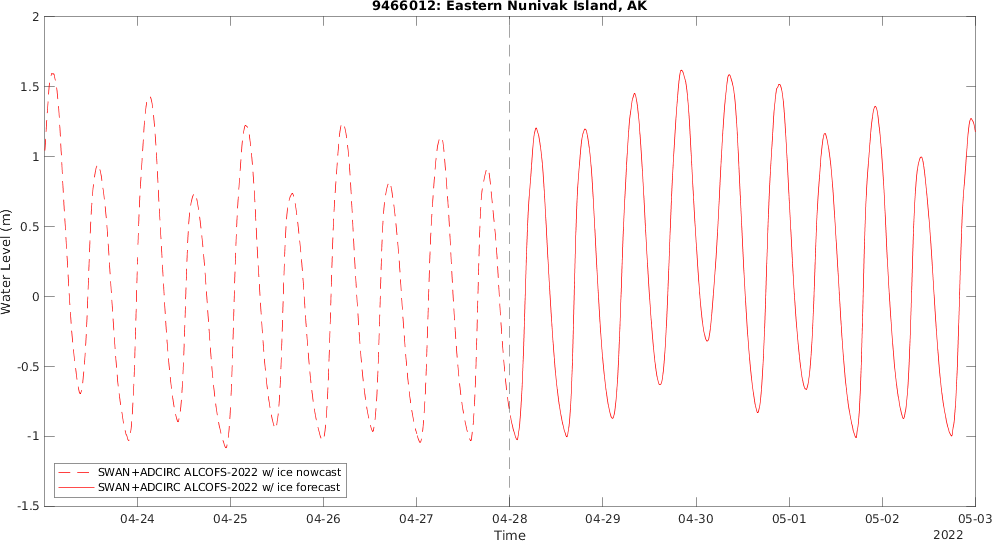 9466012: Eastern Nunivak Island, AK
2
1.5
1
0.5
0
-0.5
-1
-1.5
Water Level (m)
SWAN+ADCIRC ALCOFS-2022 w/ ice nowcast
SWAN+ADCIRC ALCOFS-2022 w/ ice forecast
04-24 04-25 04-26 04-27 04-28 04-29 04-30 05-01 05-02 05-03
Time
2022